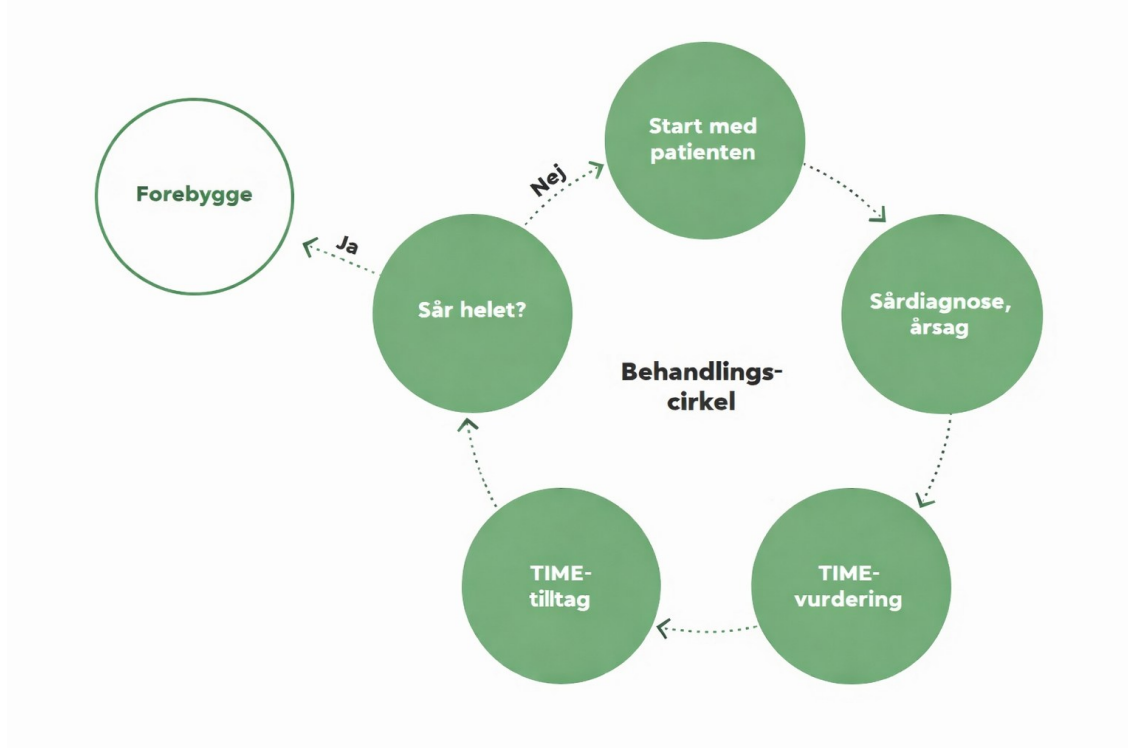 Start med
patienten
Sårdiagnose,
årsag
TIME-
vurdering
TIME-
tilltag
Sår helet?
Nej
Ja
Forebygge
Behandlings-
cirkel